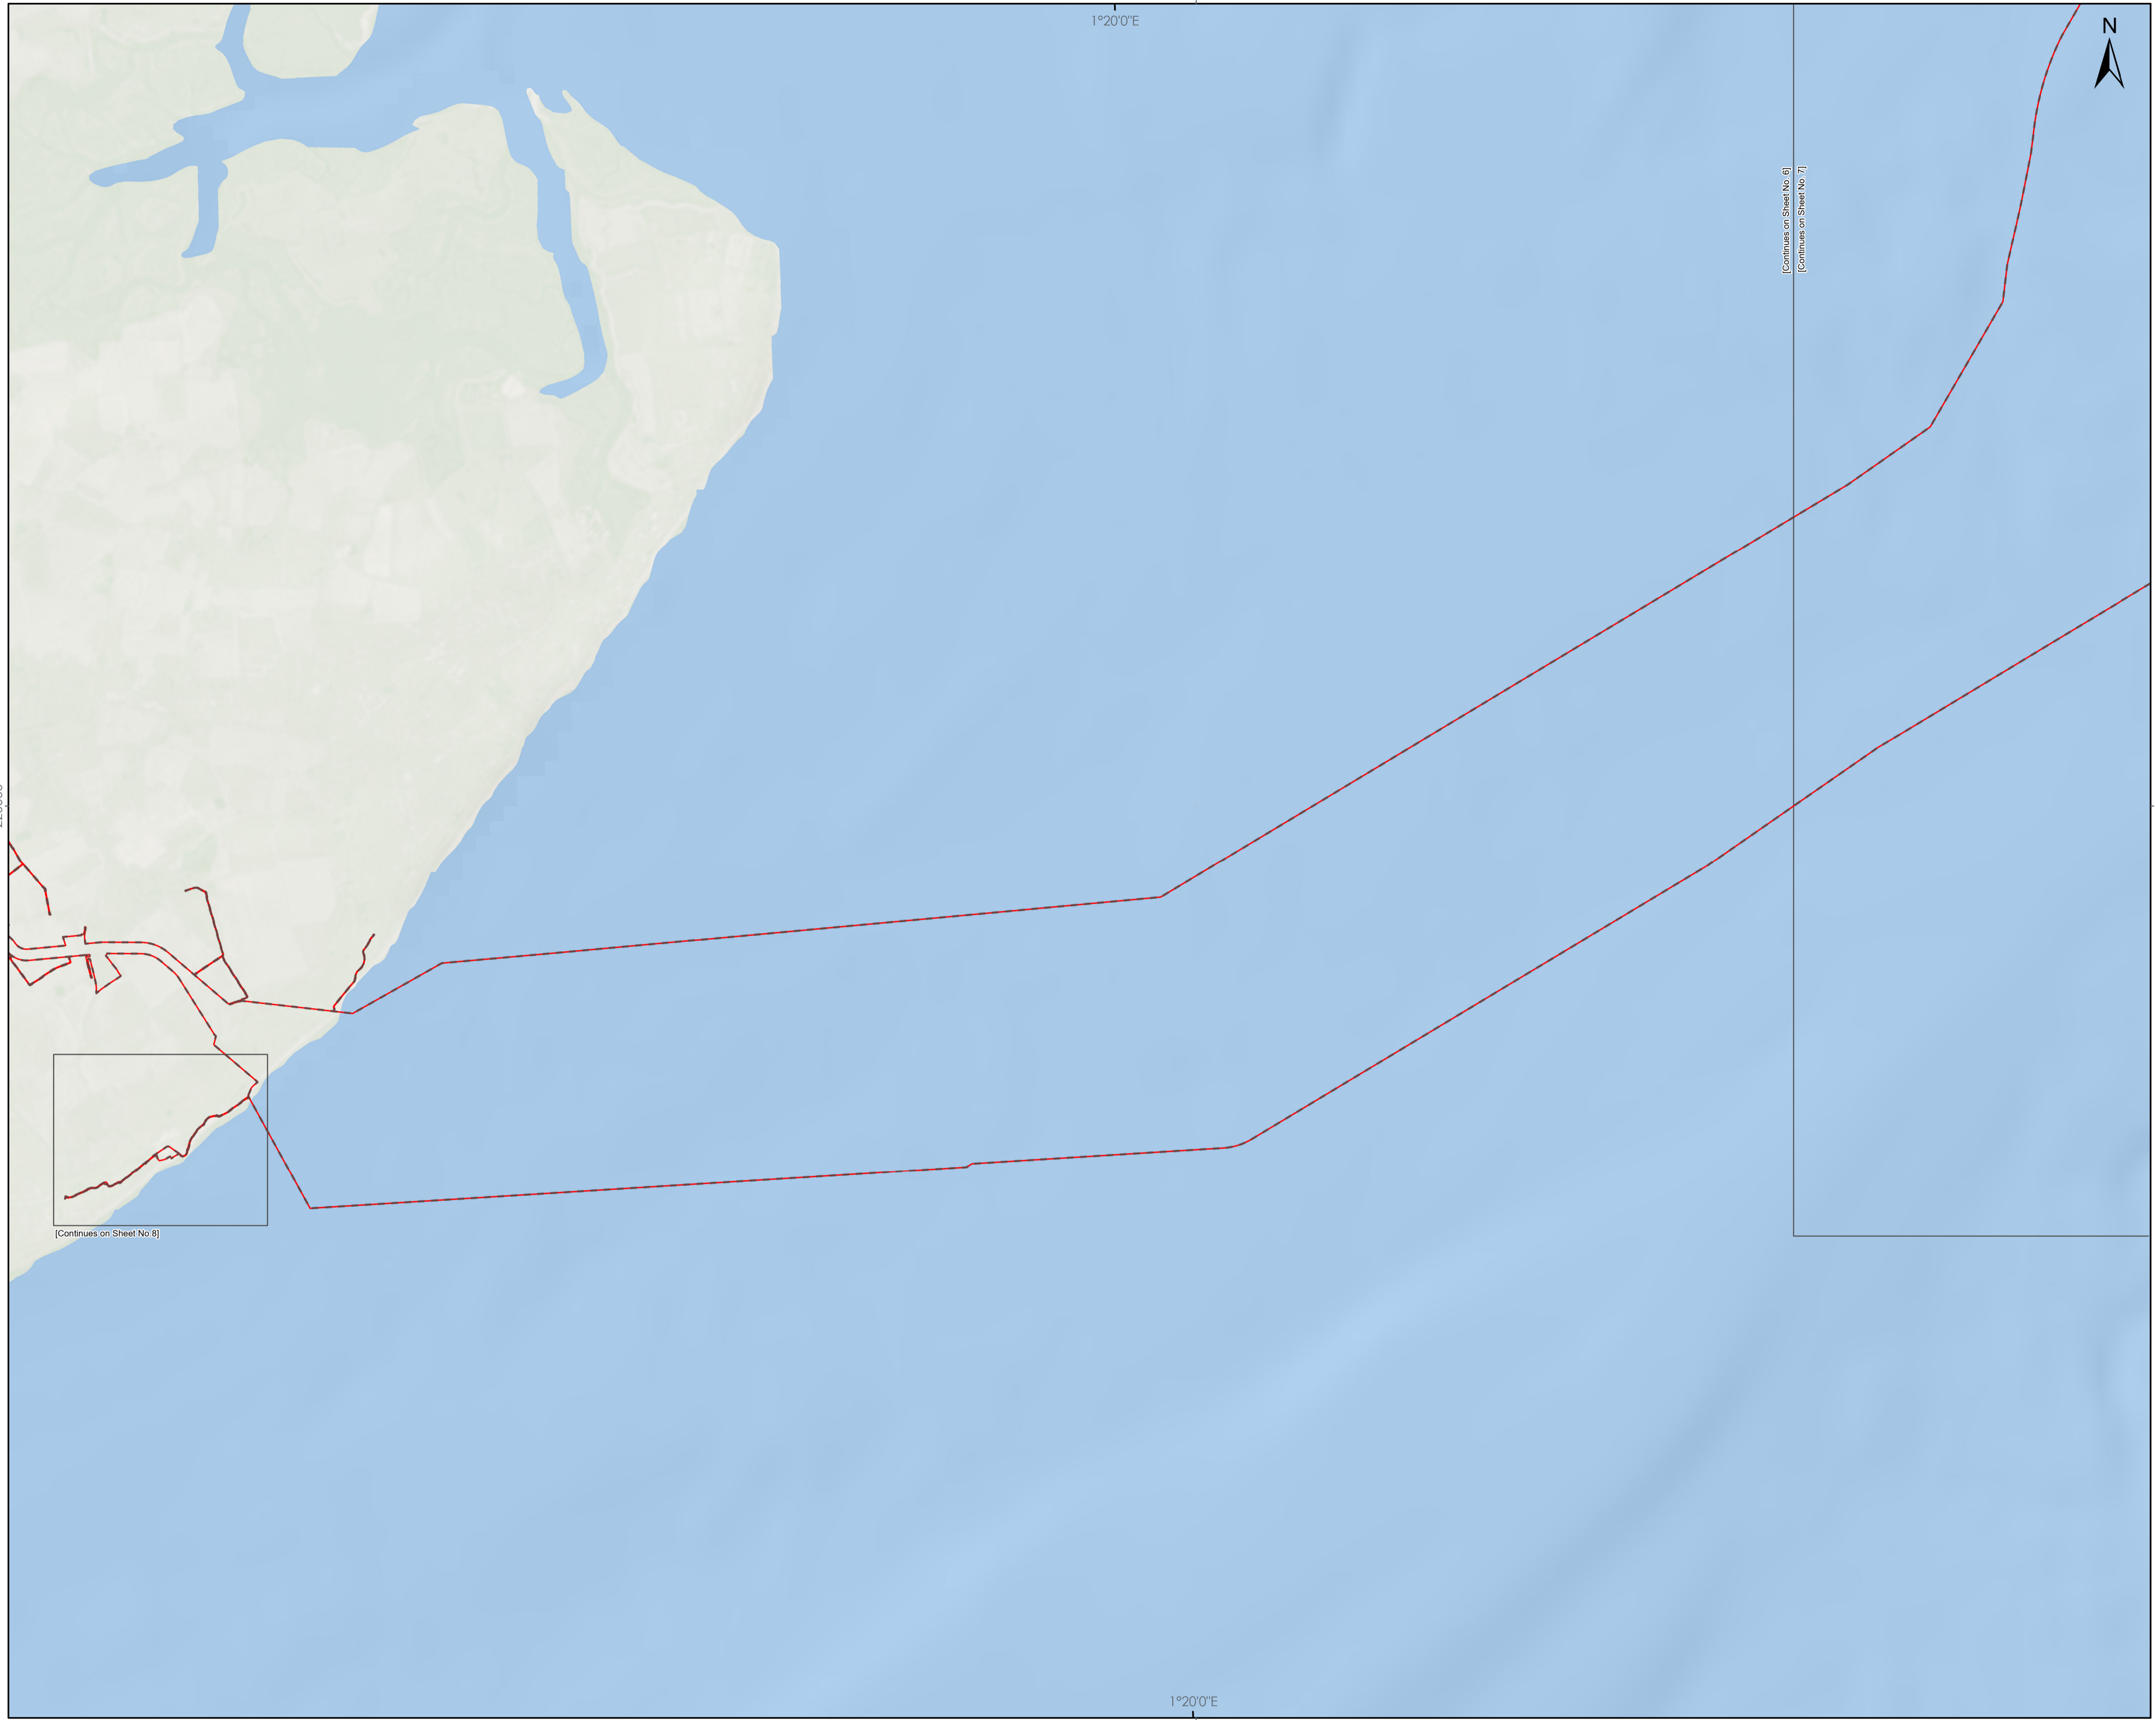 1°20'0"E
N
[Continues on Sheet No.6]
[Continues on Sheet No.7]
[Continues on Sheet No.8]
1°20'0"E